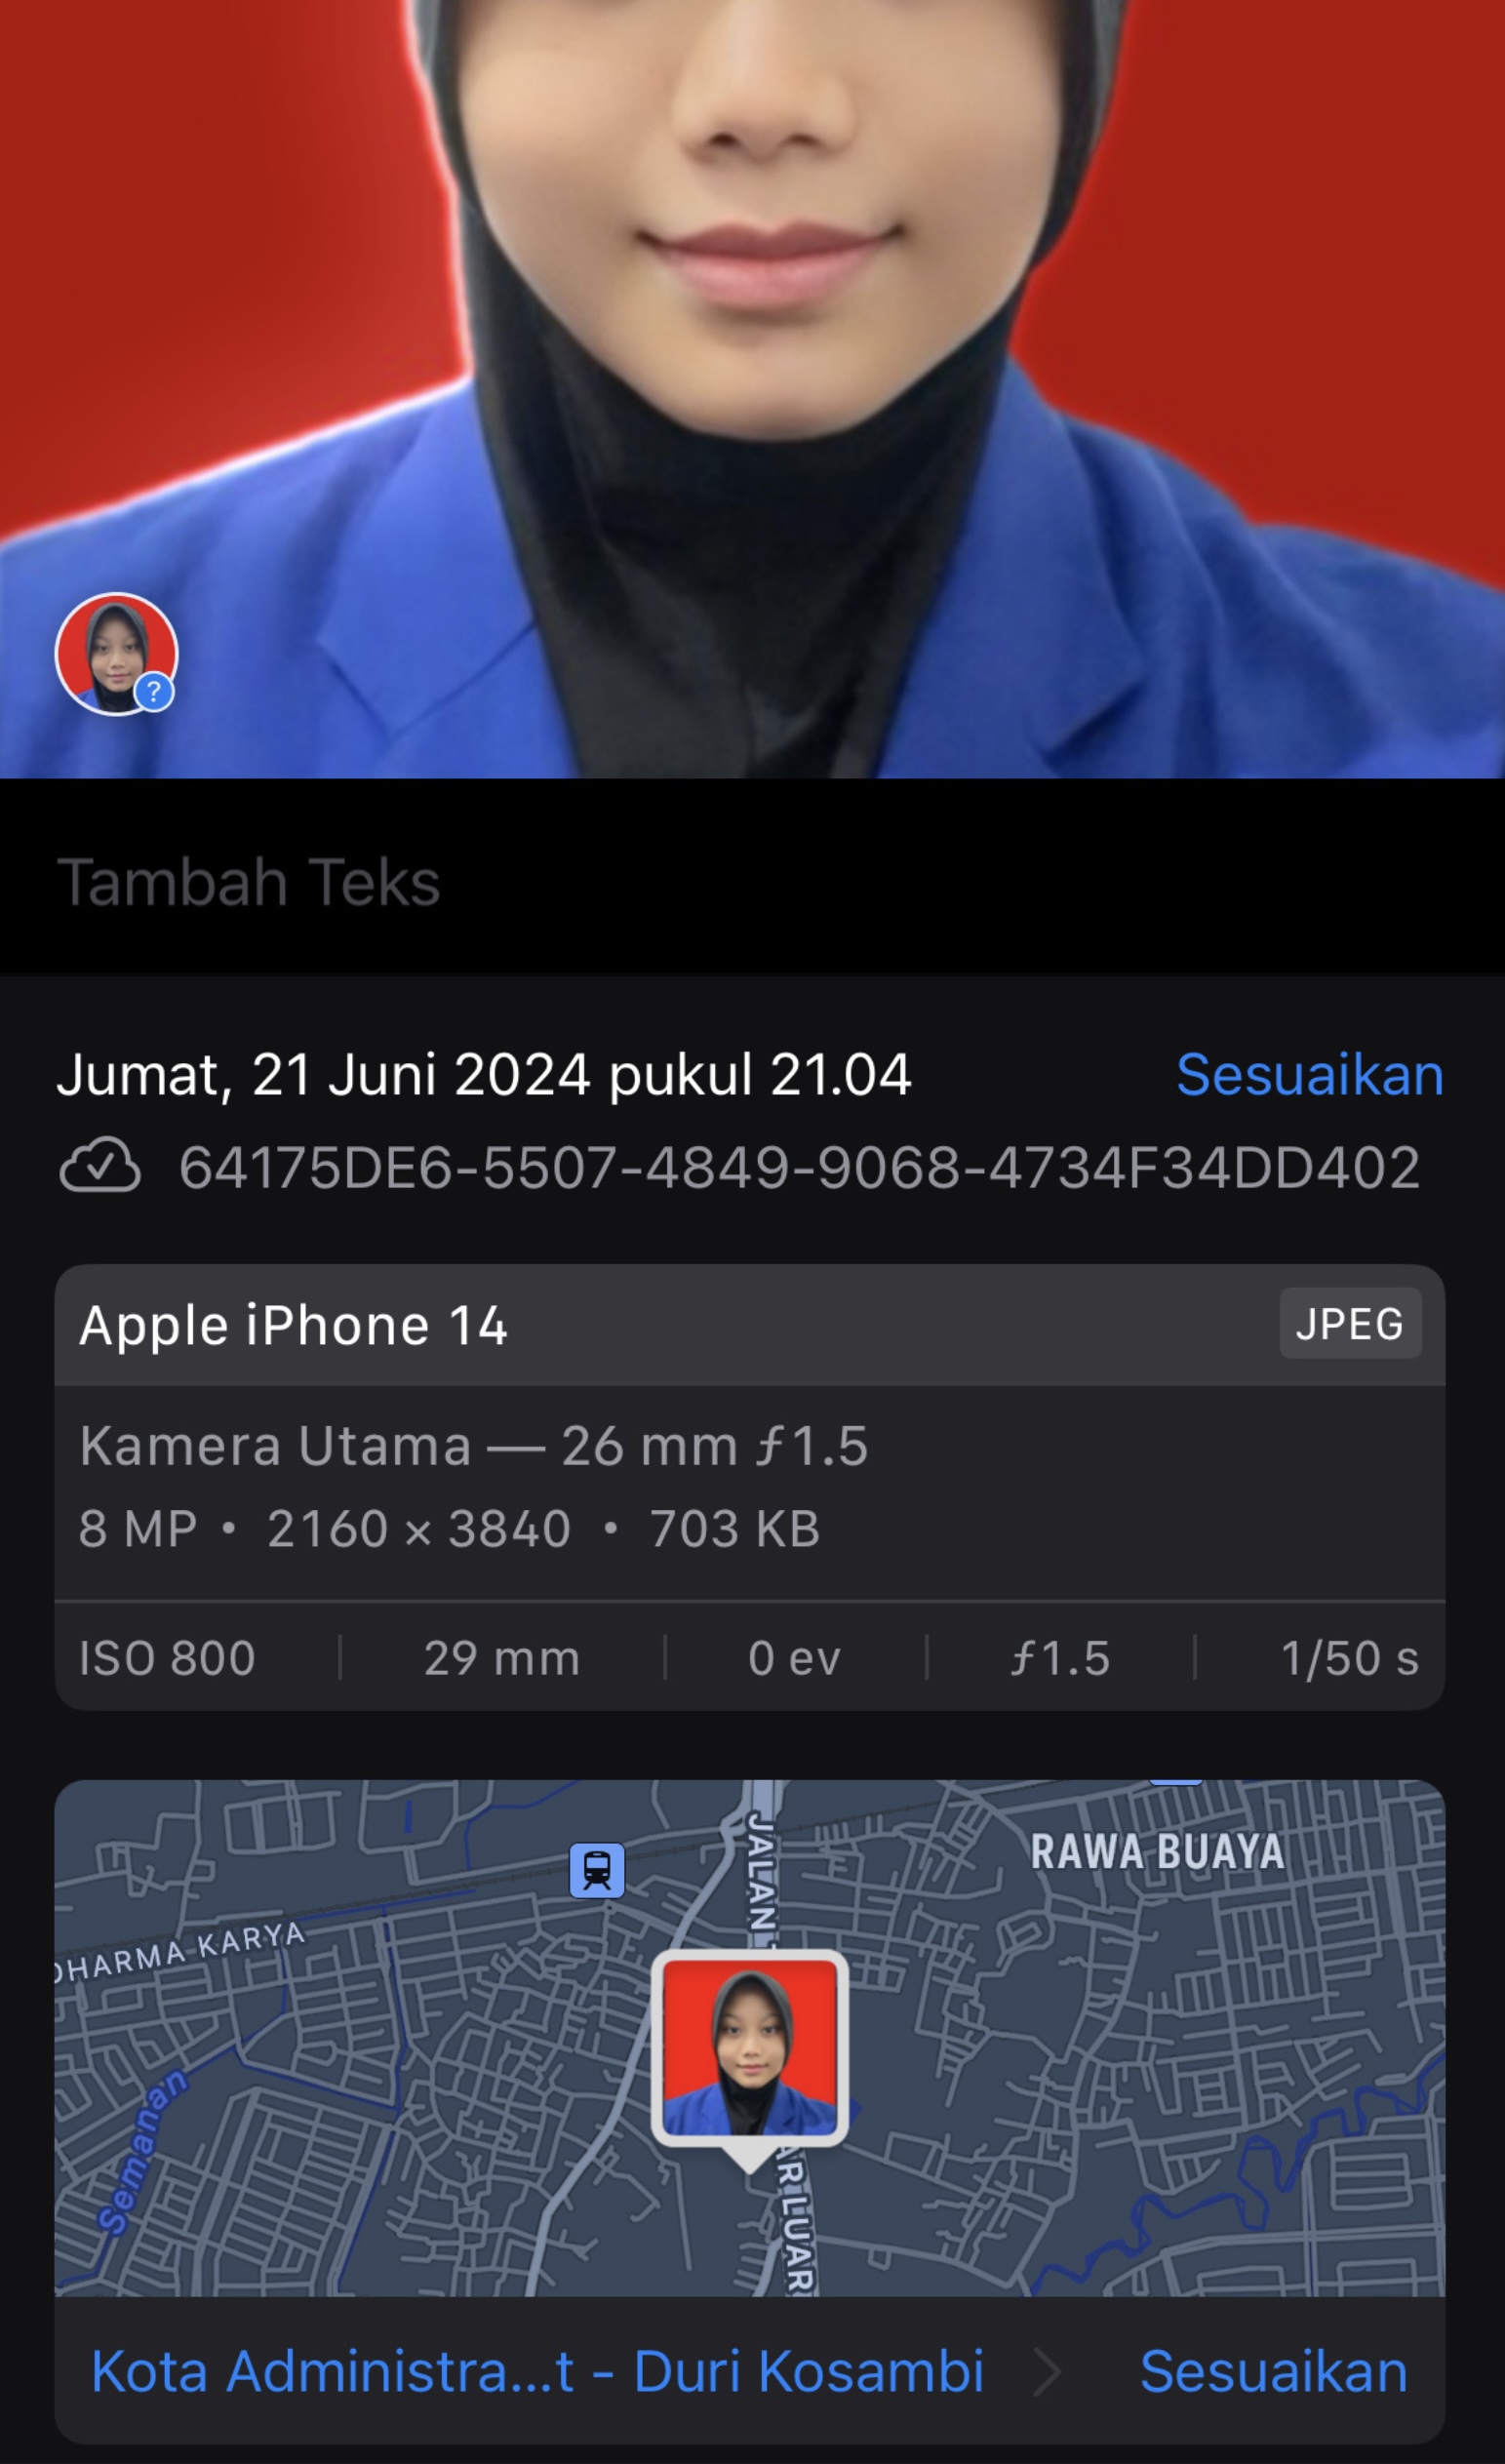 ?
Tambah Teks
Jumat, 21 Juni 2024 pukul 21.04
Sesuaikan
64175DE6-5507-4849-9068-4734F34DD402
Apple iPhone 14
JPEG
Kamera Utama — 26 mm ƒ1.5
8 MP • 2160 × 3840 • 703 KB
ISO 800 | 29 mm | 0 ev | ƒ1.5 | 1/50 s
JALAN
RAWA BUAYA
DHARMA KARYA
Semanan
AR LUAR
Kota Administra...t - Duri Kosambi
Sesuaikan